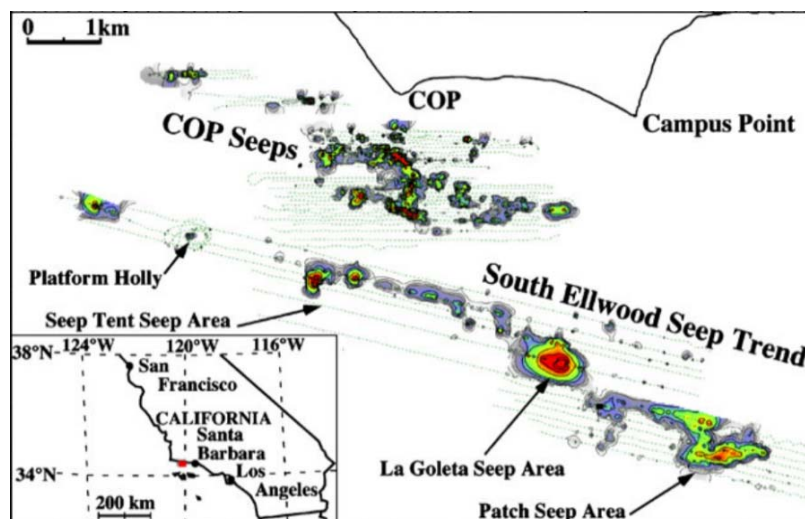 0 1km
COP
Campus Point
COP Seeps
Platform Holly
South Ellwood Seep Trend
Seep Tent Seep Area
La Goleta Seep Area
Patch Seep Area
124°W 120°W 116°W
38°N
San
Francisco
CALIFORNIA
Santa
Barbara
Los
Angeles
34°N
200 km